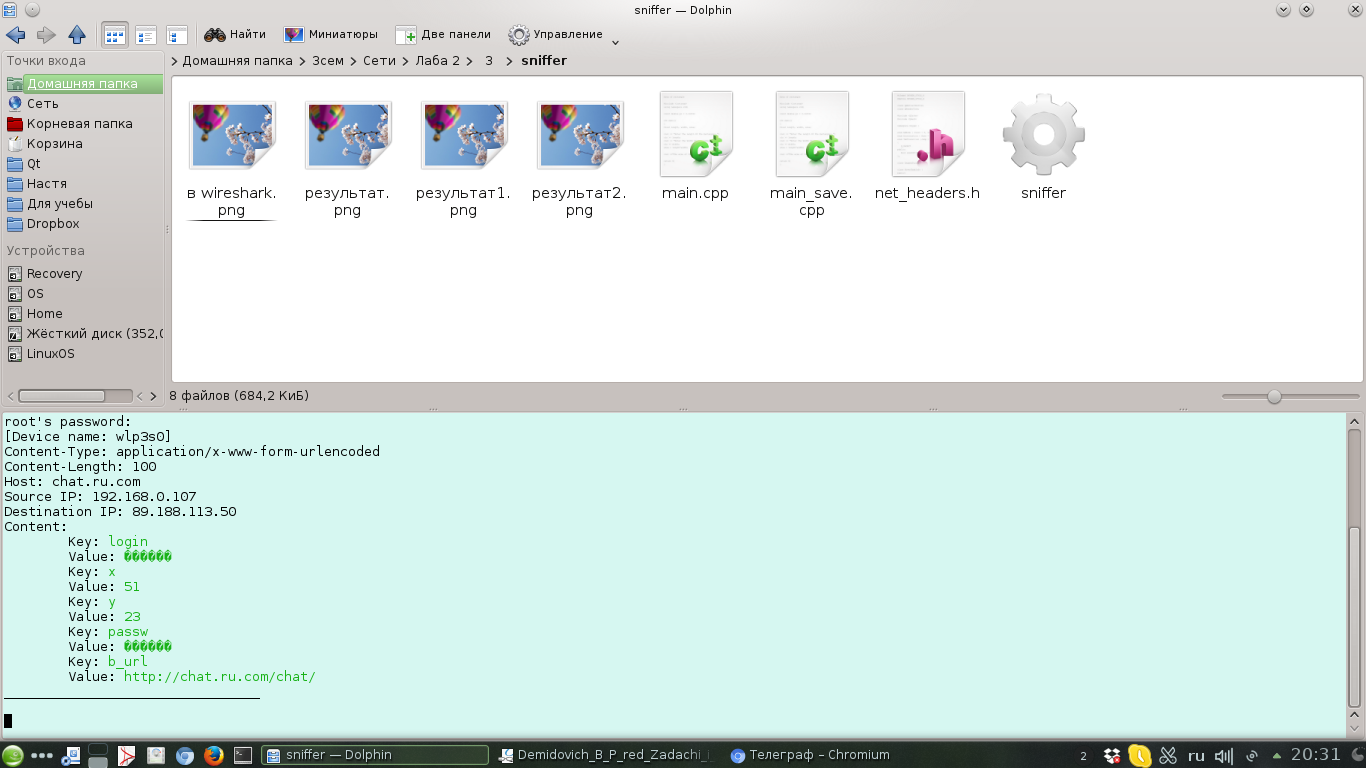 sniffer — Dolphin
Найти Миниатюры Две панели Управление
Точки входа
Домашняя папка
Сеть
Корневая папка
Корзина
Qt
Настя
Для учебы
Dropbox
Устройства
Recovery
OS
Home
Жёсткий диск (352,0
LinuxOS
Домашняя папка > 3сем > Сети > Лаба 2 > 3 > sniffer
в wireshark.
png
результат.
png
результат1.
png
результат2.
png
main.cpp
main_save.
cpp
net_headers.h
sniffer
8 файлов (684,2 КиБ)
root's password:
[Device name: wlp3s0]
Content-Type: application/x-www-form-urlencoded
Content-Length: 100
Host: chat.ru.com
Source IP: 192.168.0.107
Destination IP: 89.188.113.50
Content:
Key: login
Value: ������
Key: x
Value: 51
Key: y
Value: 23
Key: passw
Value: ������
Key: b_url
Value: http://chat.ru.com/chat/
sniffer — Dolphin
Demidovich_B_P_red_Zadachi_
Телеграф – Chromium
2
ru
20:31